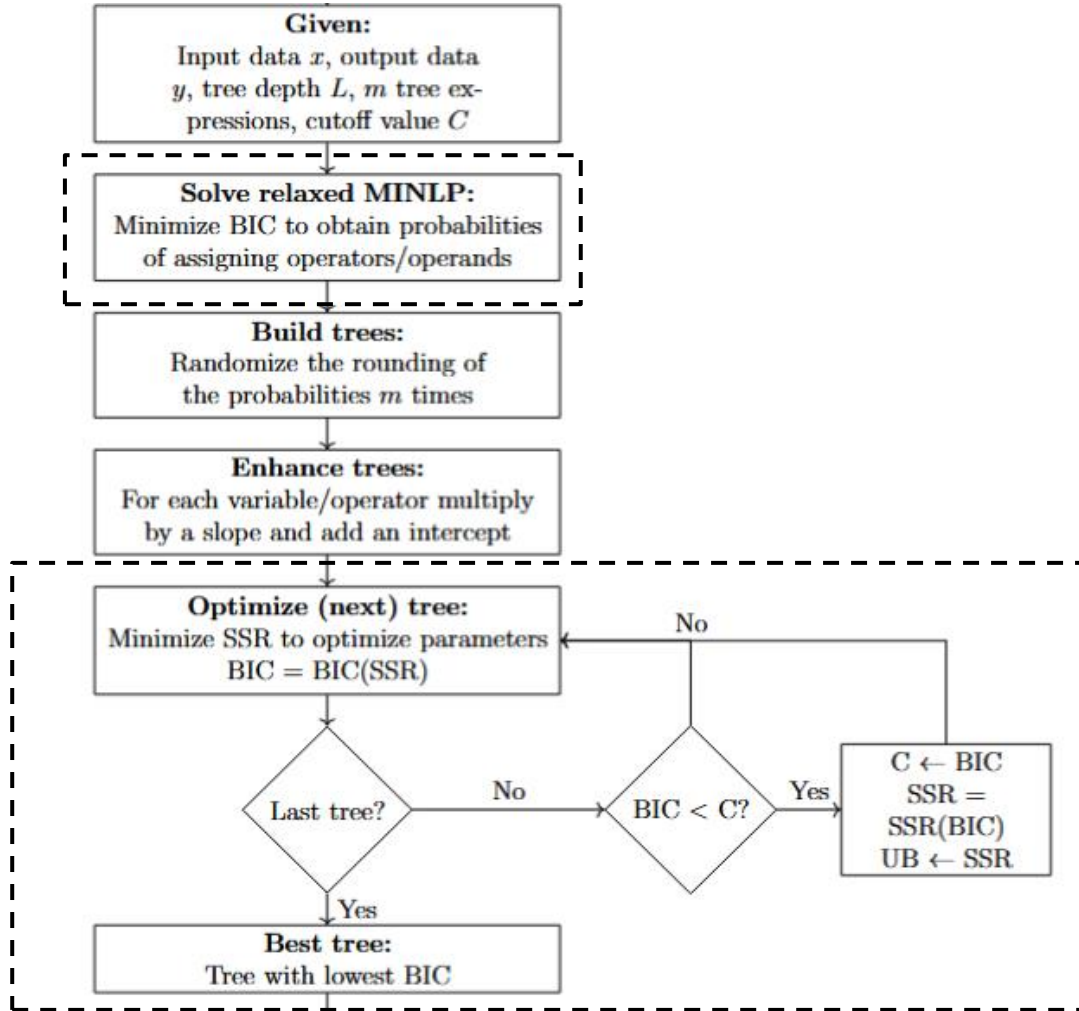 Given:
Input data x, output data
y, tree depth L, m tree ex-
pressions, cutoff value C
Solve relaxed MINLP:
Minimize BIC to obtain probabilities
of assigning operators/operands
Build trees:
Randomize the rounding of
the probabilities m times
Enhance trees:
For each variable/operator multiply
by a slope and add an intercept
Optimize (next) tree:
Minimize SSR to optimize parameters
BIC = BIC(SSR)
No
Last tree?
No
BIC < C?
Yes
C ← BIC
SSR =
SSR(BIC)
UB ← SSR
Yes
Best tree:
Tree with lowest BIC